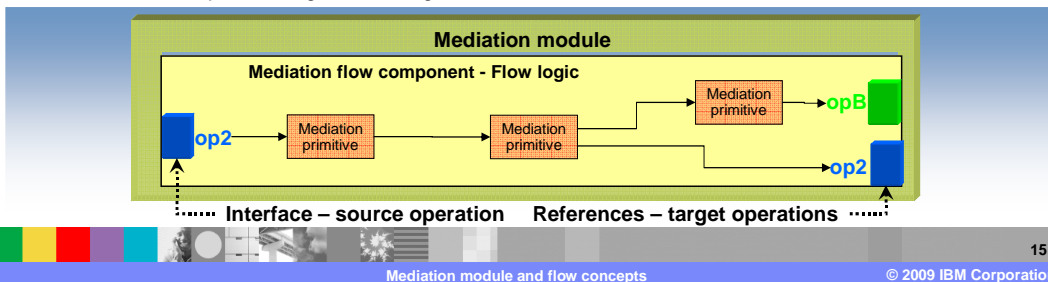 Mediation module
Mediation flow component - Flow logic
Mediation
primitive
opB
op2
Mediation
primitive
Mediation
primitive
op2
Interface – source operation References – target operations
15
Mediation module and flow concepts
© 2009 IBM Corporatio